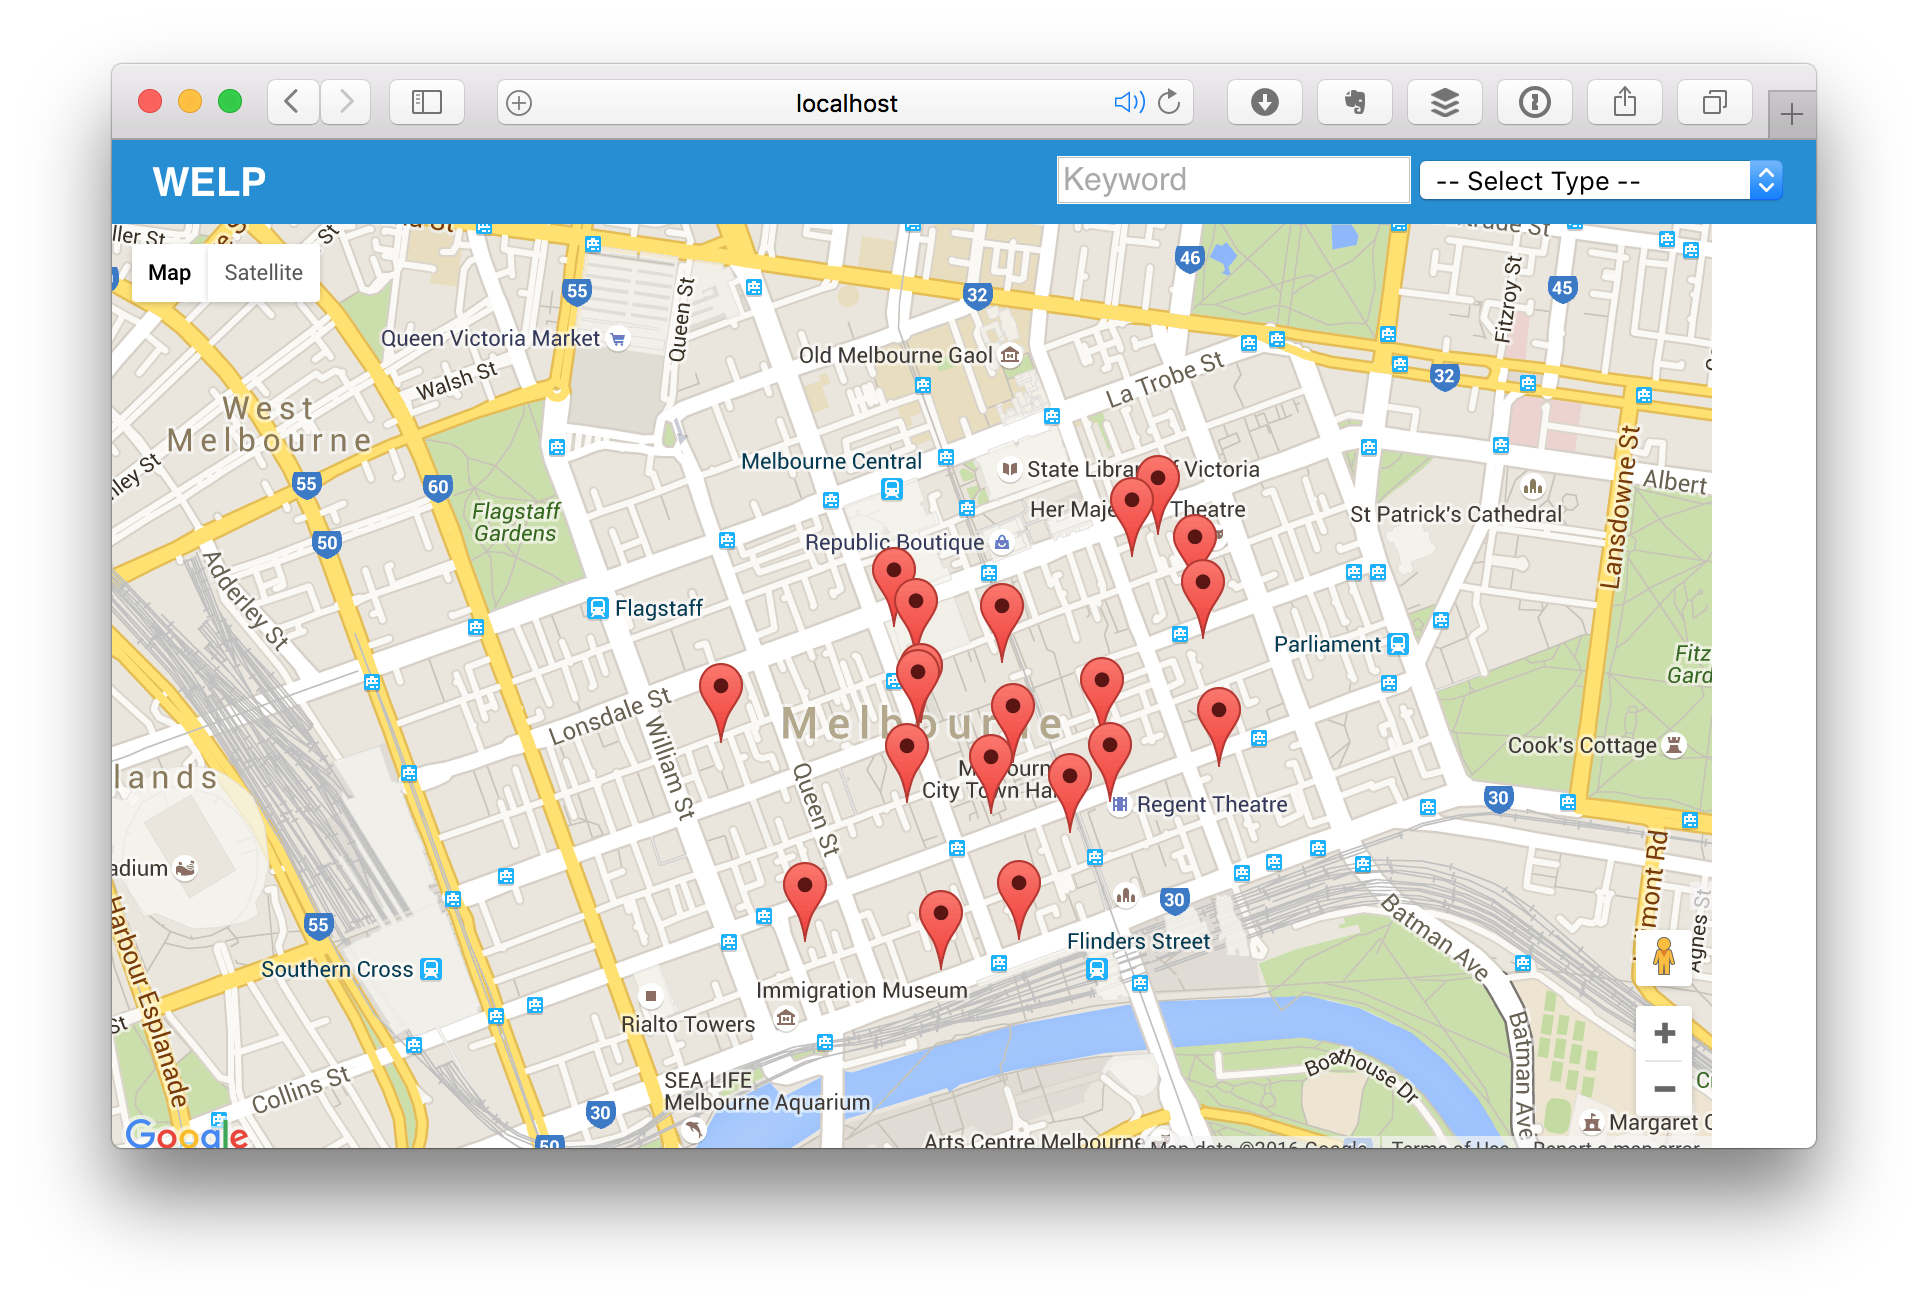 localhost
WELP
Keyword
-- Select Type --
Map
Satellite
46
55
32
45
Queen St
Fitzroy St
Queen Victoria Market
Old Melbourne Gaol
La Trobe St
32
Walsh St
West
Melbourne
Melbourne Central
State Library of Victoria
Albert
Lansdowne St
55
60
Flagstaff
Gardens
Her Maje Theatre
St Patrick's Cathedral
50
Republic Boutique
Adderley St
Flagstaff
Parliament
Fitz
Gard
Lonsdale St
William St
Melbourne
Cook's Cottage
lands
Queen St
City Town Ha
Regent Theatre
30
adium
55
Harbour Esplanade
30
Batman Ave
Agnes St
Flinders Street
Southern Cross
Immigration Museum
Rialto Towers
Batman Ave
Boathouse Dr
SEA LIFE
Melbourne Aquarium
Collins St
30
Google
50
Margaret C
Arts Centre Melbourne
Map data ©2016 Google
Terms of Use
Report a map error